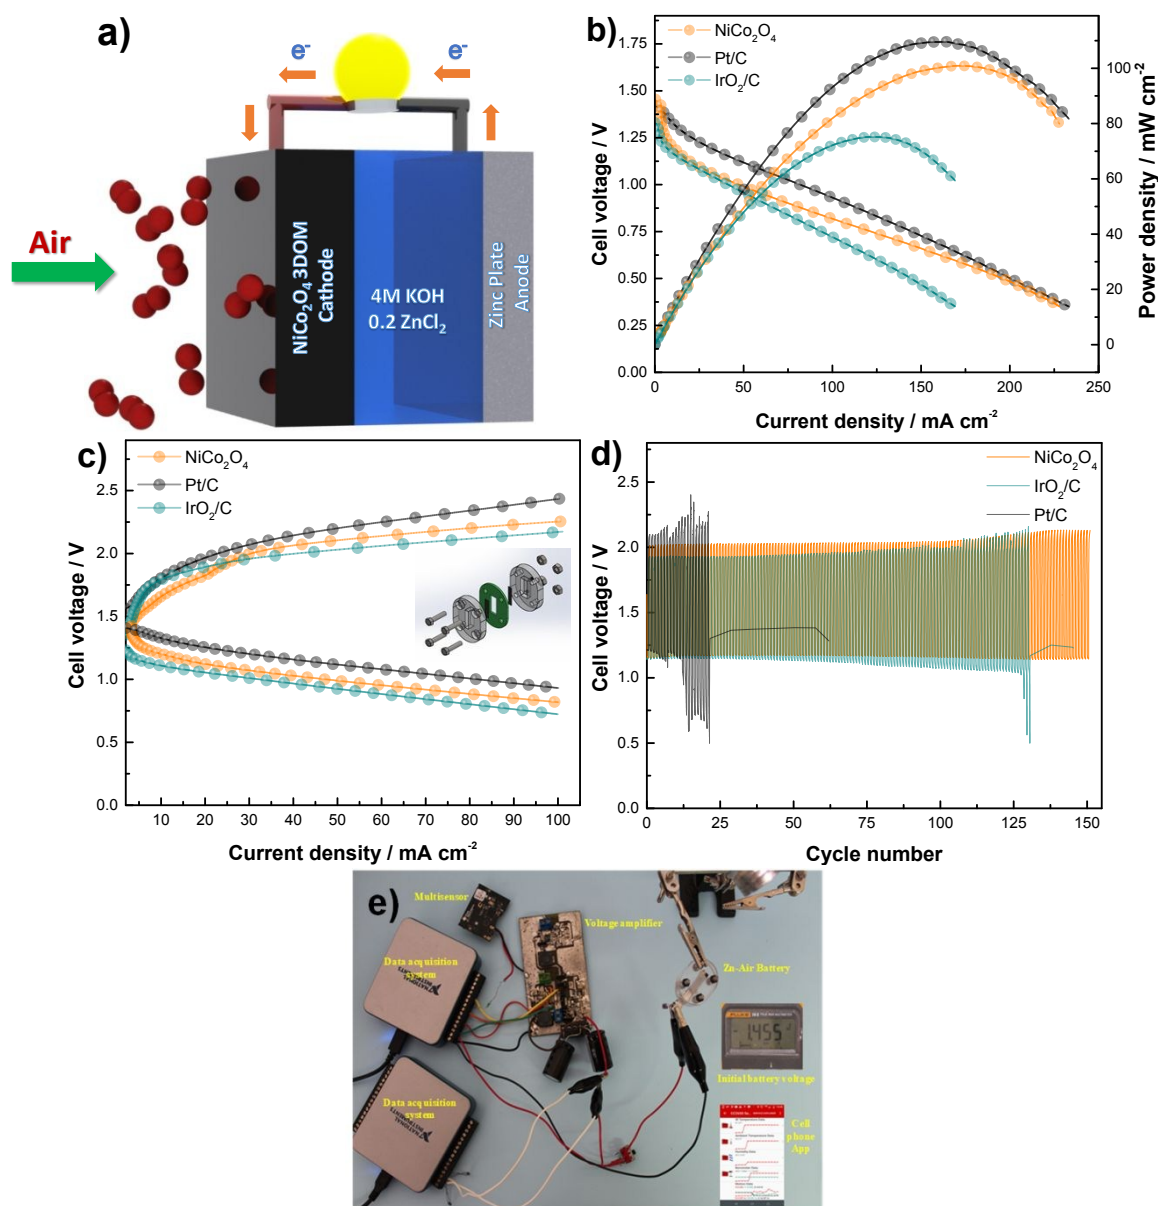 a)
e-
e-
Air
NiCo2O4 3DOM
Cathode
4M KOH
0.2 ZnCl2
Zinc Plate
Anode
b)
NiCo2O4
Pt/C
IrO2/C
1.75
1.50
1.25
1.00
0.75
0.50
0.25
0.00
Cell voltage / V
100
80
60
40
20
0
Power density / mW cm-2
0 50 100 150 200 250
Current density / mA cm-2
c)
NiCo2O4
Pt/C
IrO2/C
2.5
2.0
1.5
1.0
0.5
0.0
Cell voltage / V
10 20 30 40 50 60 70 80 90 100
Current density / mA cm-2
d)
NiCo2O4
IrO2/C
Pt/C
2.5
2.0
1.5
1.0
0.5
0.0
Cell voltage / V
0 25 50 75 100 125 150
Cycle number
e)
Multisensor
Voltage amplifier
Data acquisition
system
NATIONAL
INSTRUMENTS
Zn-Air Battery
FLUKE
-1.455
Initial battery voltage
Data acquisition
system
NATIONAL
INSTRUMENTS
Cell
phone
App